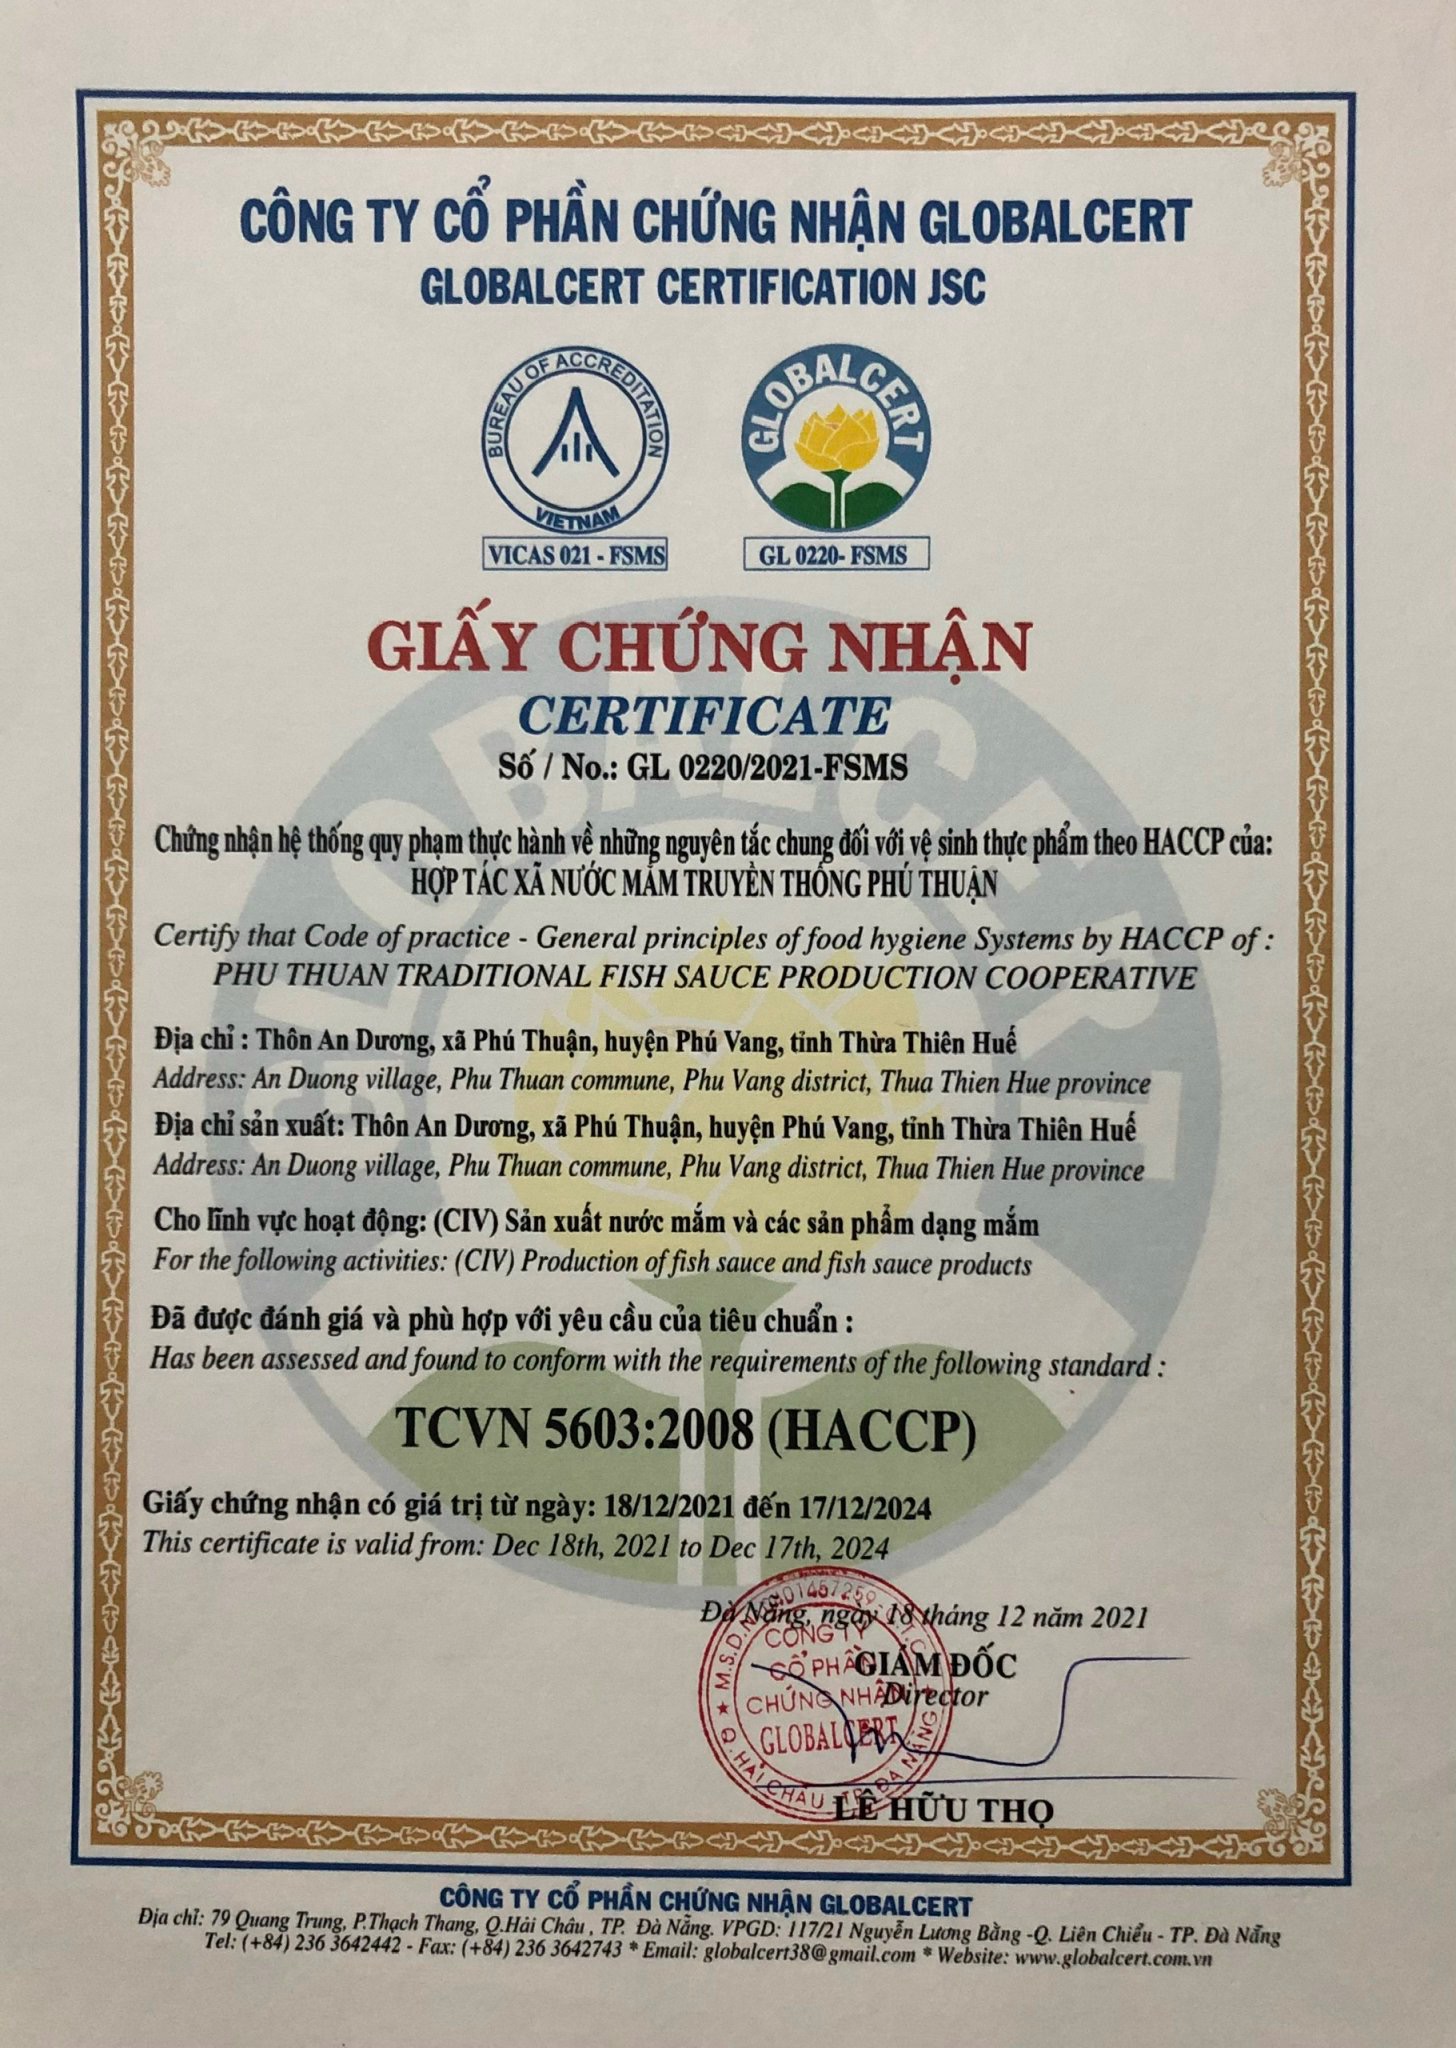 CÔNG TY CỔ PHẦN CHỨNG NHẬN GLOBALCERT
GLOBALCERT CERTIFICATION JSC
BUREAU OF ACCREDITATION
VIETNAM
VICAS 021 - FSMS
GLOBALCERT
GL 0220- FSMS
GIẤY CHỨNG NHẬN
CERTIFICATE
Số / No.: GL 0220/2021-FSMS
Chứng nhận hệ thống quy phạm thực hành về những nguyên tắc chung đối với vệ sinh thực phẩm theo HACCP của:
HỢP TÁC XÃ NƯỚC MẮM TRUYỀN THỐNG PHÚ THUẬN
Certify that Code of practice - General principles of food hygiene Systems by HACCP of :
PHU THUAN TRADITIONAL FISH SAUCE PRODUCTION COOPERATIVE
Địa chỉ : Thôn An Dương, xã Phú Thuận, huyện Phú Vang, tỉnh Thừa Thiên Huế
Address: An Duong village, Phu Thuan commune, Phu Vang district, Thua Thien Hue province
Địa chỉ sản xuất: Thôn An Dương, xã Phú Thuận, huyện Phú Vang, tỉnh Thừa Thiên Huế
Address: An Duong village, Phu Thuan commune, Phu Vang district, Thua Thien Hue province
Cho lĩnh vực hoạt động: (CIV) Sản xuất nước mắm và các sản phẩm dạng mắm
For the following activities: (CIV) Production of fish sauce and fish sauce products
Đã được đánh giá và phù hợp với yêu cầu của tiêu chuẩn :
Has been assessed and found to conform with the requirements of the following standard :
TCVN 5603:2008 (HACCP)
Giấy chứng nhận có giá trị từ ngày: 18/12/2021 đến 17/12/2024
This certificate is valid from: Dec 18th, 2021 to Dec 17th, 2024
Đà Nẵng, ngày 18 tháng 12 năm 2021
GIÁM ĐỐC
Director
CÔNG TY
CỔ PHẦN
CHỨNG NHẬN
GLOBALCERT
Q. HẢI CHÂU - TP. ĐÀ NẴNG
LÊ HỮU THỌ
CÔNG TY CỔ PHẦN CHỨNG NHẬN GLOBALCERT
Địa chỉ: 79 Quang Trung, P.Thạch Thang, Q.Hải Châu , TP. Đà Nẵng. VPGD: 117/21 Nguyễn Lương Bằng -Q. Liên Chiểu - TP. Đà Nẵng
Tel: (+84) 236 3642442 - Fax: (+84) 236 3642743 * Email: globalcert38@gmail.com * Website: www.globalcert.com.vn